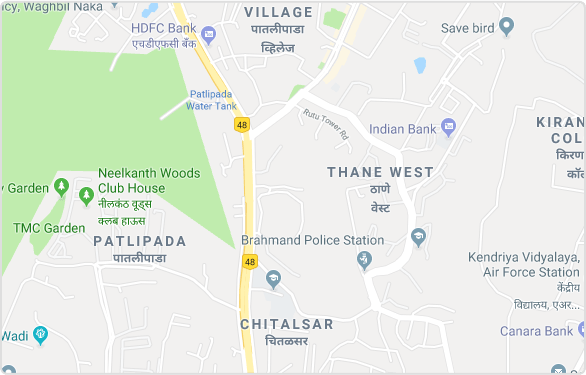 icy, Waghbil Naka
VILLAGE
पातलीपाडा
व्हिलेज
HDFC Bank
एचडीएफसी बँक
Save bird
Patlipada
Water Tank
48
Rutu Tower Rd
Indian Bank
KIRAN
COL
किरण
कॉ
THANE WEST
ठाणे
वेस्ट
Neelkanth Woods
Club House
नीलकंठ वूड्स
क्लब हाऊस
y Garden
TMC Garden
PATLIPADA
पातलीपाडा
Brahmand Police Station
48
Kendriya Vidyalaya,
Air Force Station
केंद्रीय
विद्यालय, एअर...
CHITALSAR
चितळसर
Wadi
Canara Bank